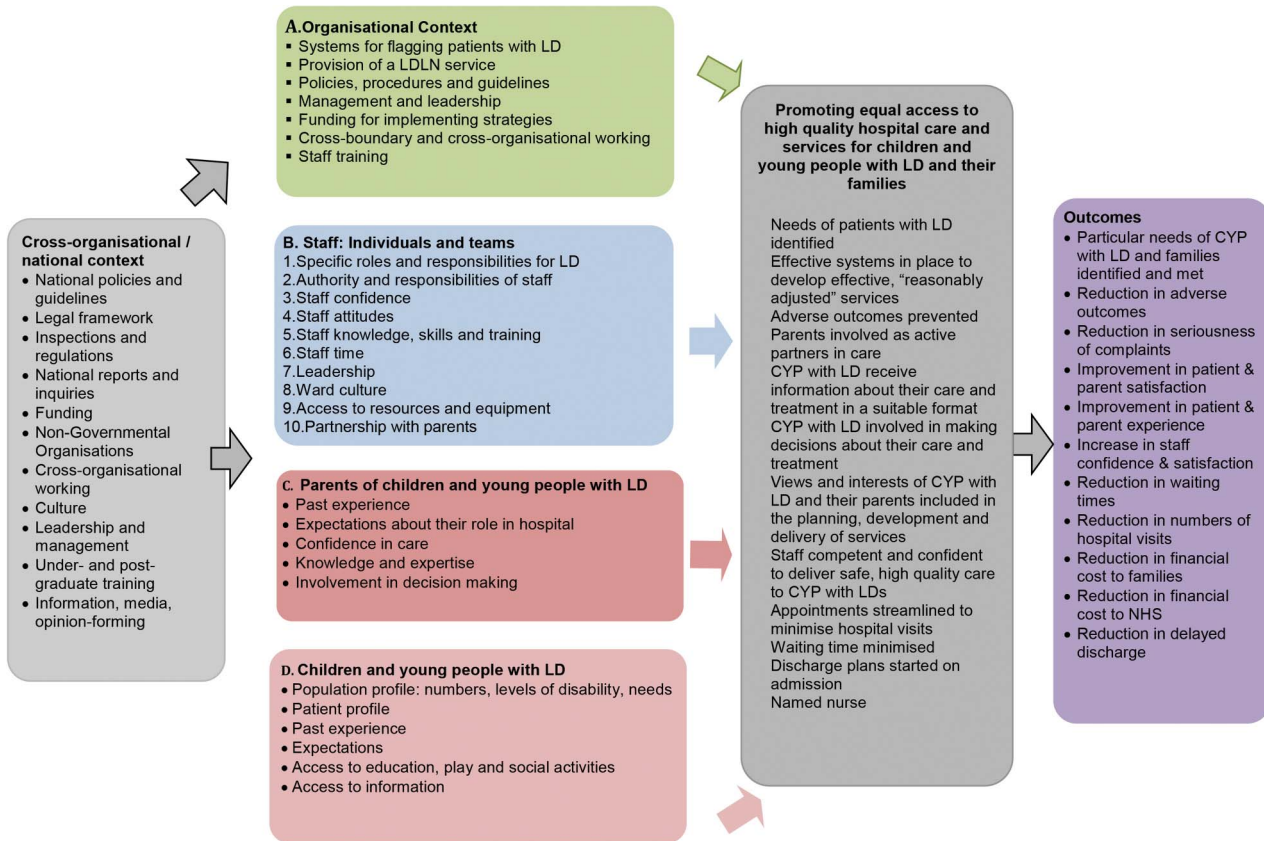 Cross-organisational /
national context
• National policies and
guidelines
• Legal framework
• Inspections and
regulations
• National reports and
inquiries
• Funding
• Non-Governmental
Organisations
• Cross-organisational
working
• Culture
• Leadership and
management
• Under- and post-
graduate training
• Information, media,
opinion-forming
A.Organisational Context
▪ Systems for flagging patients with LD
▪ Provision of a LDLN service
▪ Policies, procedures and guidelines
▪ Management and leadership
▪ Funding for implementing strategies
▪ Cross-boundary and cross-organisational working
▪ Staff training
B. Staff: Individuals and teams
1.Specific roles and responsibilities for LD
2.Authority and responsibilities of staff
3.Staff confidence
4.Staff attitudes
5.Staff knowledge, skills and training
6.Staff time
7.Leadership
8.Ward culture
9.Access to resources and equipment
10.Partnership with parents
C. Parents of children and young people with LD
• Past experience
• Expectations about their role in hospital
• Confidence in care
• Knowledge and expertise
• Involvement in decision making
D. Children and young people with LD
• Population profile: numbers, levels of disability, needs
• Patient profile
• Past experience
• Expectations
• Access to education, play and social activities
• Access to information
Promoting equal access to
high quality hospital care and
services for children and
young people with LD and their
families
Needs of patients with LD
identified
Effective systems in place to
develop effective, “reasonably
adjusted” services
Adverse outcomes prevented
Parents involved as active
partners in care
CYP with LD receive
information about their care and
treatment in a suitable format
CYP with LD involved in making
decisions about their care and
treatment
Views and interests of CYP with
LD and their parents included in
the planning, development and
delivery of services
Staff competent and confident
to deliver safe, high quality care
to CYP with LDs
Appointments streamlined to
minimise hospital visits
Waiting time minimised
Discharge plans started on
admission
Named nurse
Outcomes
• Particular needs of CYP
with LD and families
identified and met
• Reduction in adverse
outcomes
• Reduction in seriousness
of complaints
• Improvement in patient &
parent satisfaction
• Improvement in patient &
parent experience
• Increase in staff
confidence & satisfaction
• Reduction in waiting
times
• Reduction in numbers of
hospital visits
• Reduction in financial
cost to families
• Reduction in financial
cost to NHS
• Reduction in delayed
discharge